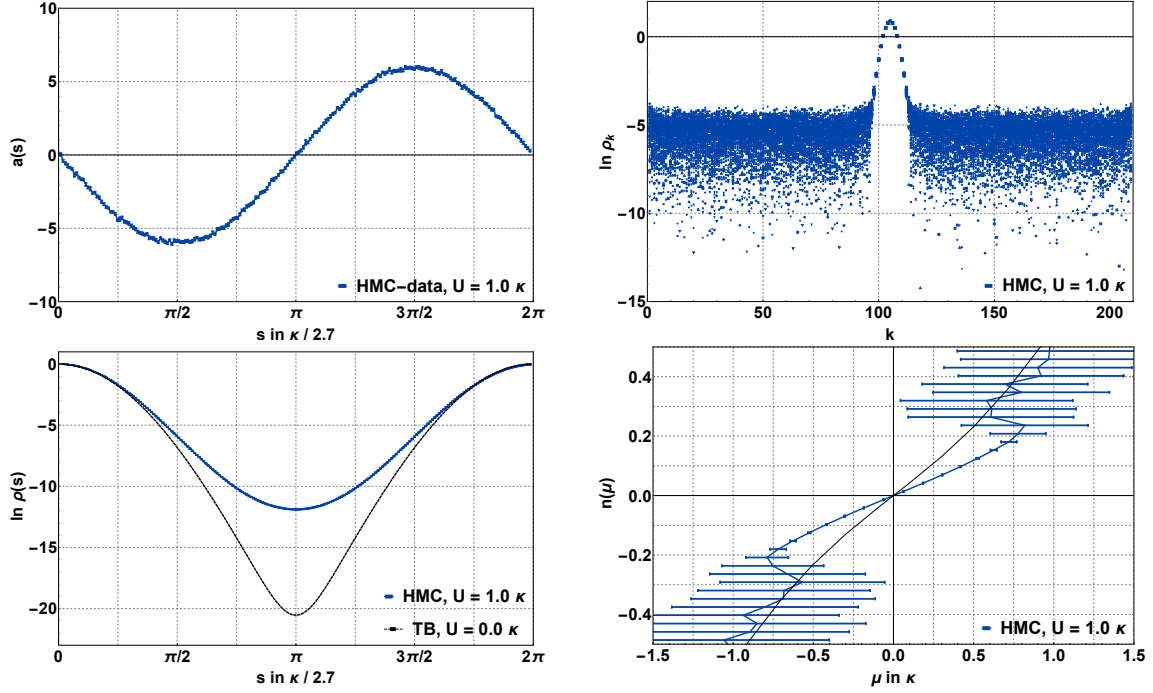 a(s)
10
5
0
−5
−10
0
π/2
π
3π/2
2π
s in κ / 2.7
HMC−data, U = 1.0 κ
ln ρk
0
−5
−10
−15
0
50
100
150
200
k
HMC, U = 1.0 κ
ln ρ(s)
0
−5
−10
−15
−20
0
π/2
π
3π/2
2π
s in κ / 2.7
HMC, U = 1.0 κ
TB, U = 0.0 κ
n(μ)
0.4
0.2
0.0
−0.2
−0.4
−1.5
−1.0
−0.5
0.0
0.5
1.0
1.5
μ in κ
HMC, U = 1.0 κ